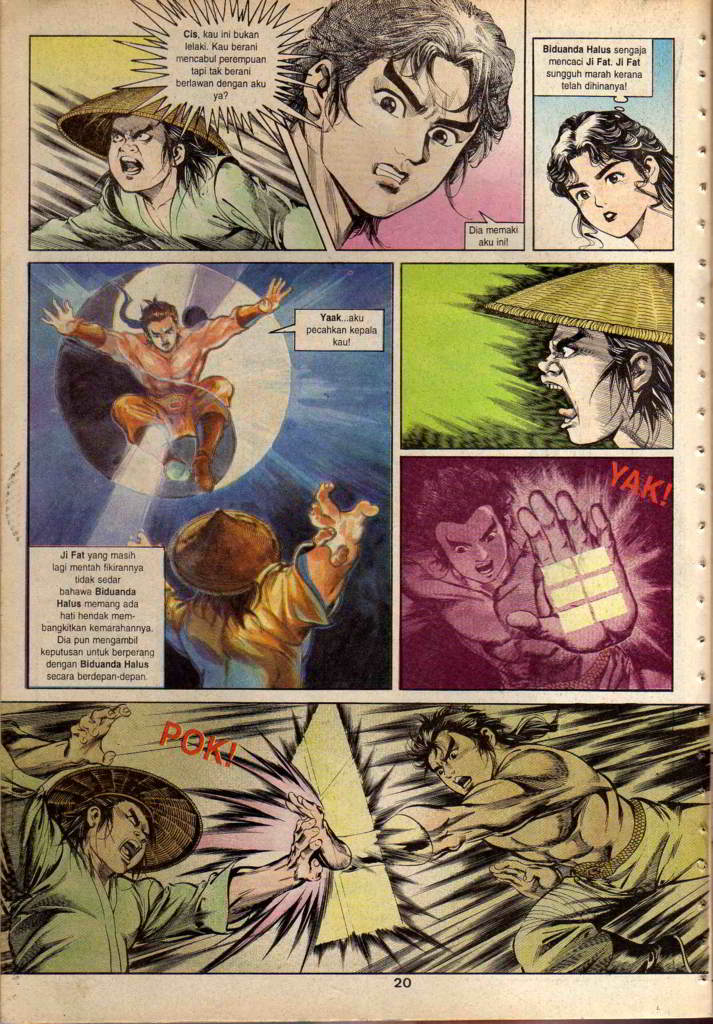 Cis, kau ini bukan
lelaki. Kau berani
mencabul perempuan
tapi tak berani
berlawan dengan aku
ya?
Dia memaki
aku ini!
Biduanda Halus sengaja
mencaci Ji Fat. Ji Fat
sungguh marah kerana
telah dihinanya!
Yaak...aku
pecahkan kepala
kau!
Ji Fat yang masih
lagi mentah fikirannya
tidak sedar
bahawa Biduanda
Halus memang ada
hati hendak mem-
bangkitkan kemarahannya.
Dia pun mengambil
keputusan untuk berperang
dengan Biduanda Halus
secara berdepan-depan.
YAK!
POK!
20